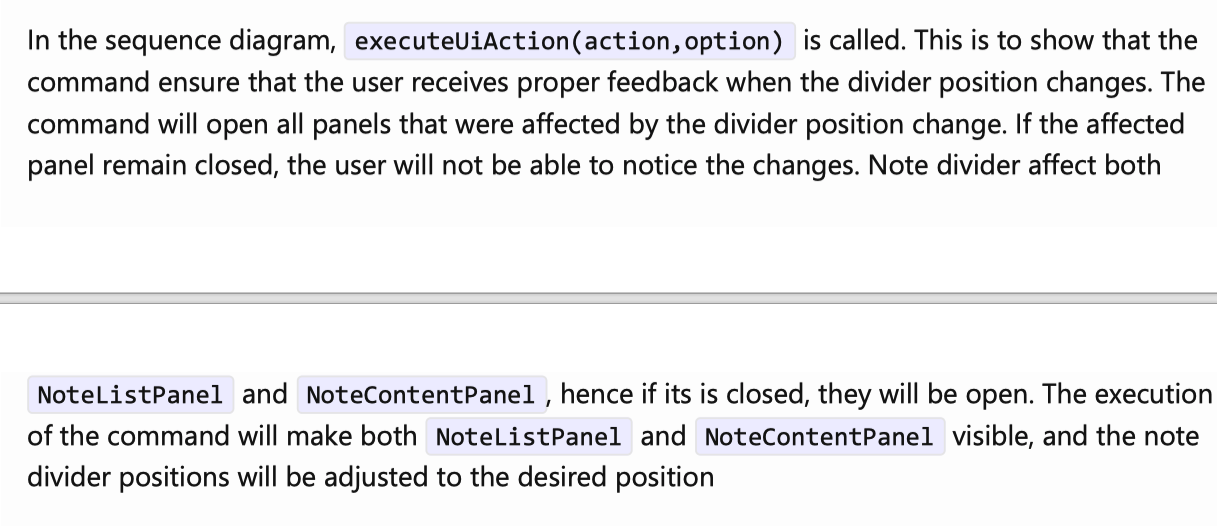 In the sequence diagram, executeUiAction(action,option) is called. This is to show that the
command ensure that the user receives proper feedback when the divider position changes. The
command will open all panels that were affected by the divider position change. If the affected
panel remain closed, the user will not be able to notice the changes. Note divider affect both
NoteListPanel and NoteContentPanel, hence if its is closed, they will be open. The execution
of the command will make both NoteListPanel and NoteContentPanel visible, and the note
divider positions will be adjusted to the desired position